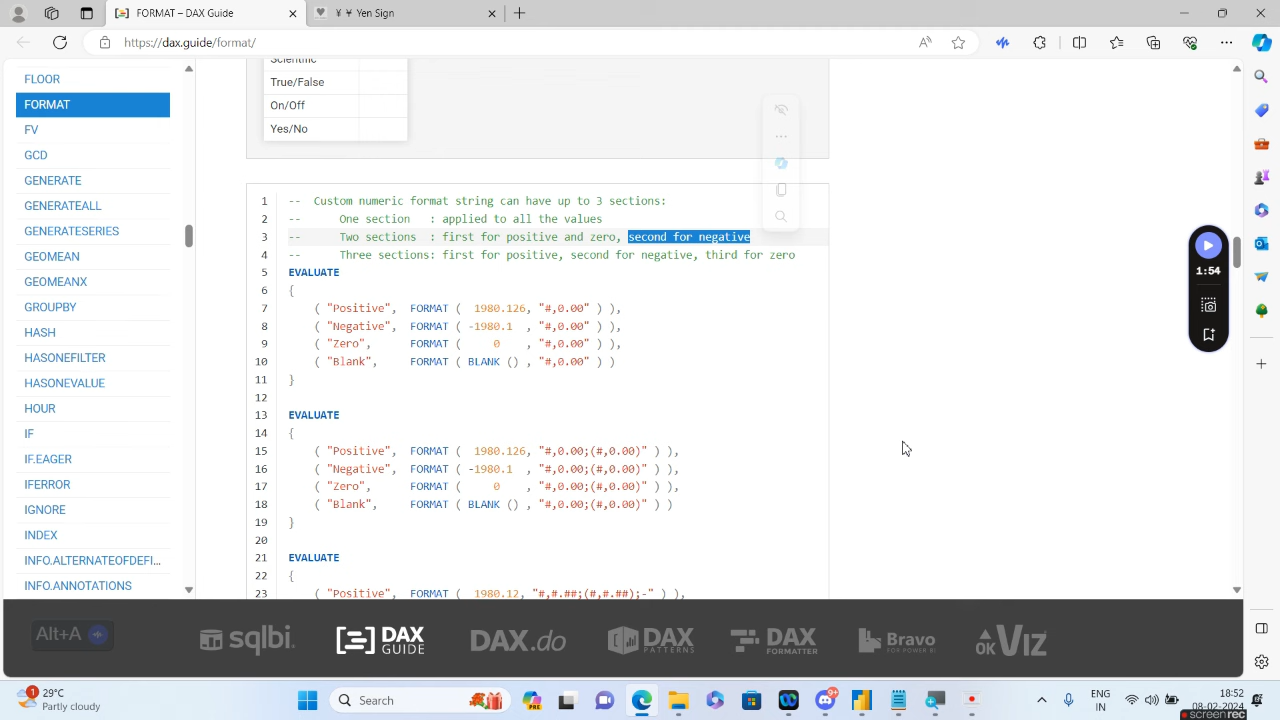 FORMAT – DAX Guide
¥ ¥ Yen Sign
https://dax.guide/format/
FLOOR
FORMAT
FV
GCD
GENERATE
GENERATEALL
GENERATESERIES
GEOMEAN
GEOMEANX
GROUPBY
HASH
HASONEFILTER
HASONEVALUE
HOUR
IF
IF.EAGER
IFERROR
IGNORE
INDEX
INFO.ALTERNATEOFDEFI...
INFO.ANNOTATIONS
Scientific
True/False
On/Off
Yes/No
1 -- Custom numeric format string can have up to 3 sections:
2 -- One section : applied to all the values
3 -- Two sections : first for positive and zero, second for negative
4 -- Three sections: first for positive, second for negative, third for zero
5 EVALUATE
6 {
7 ( "Positive", FORMAT ( 1980.126, "#,0.00" ) ),
8 ( "Negative", FORMAT ( -1980.1 , "#,0.00" ) ),
9 ( "Zero", FORMAT ( 0 , "#,0.00" ) ),
10 ( "Blank", FORMAT ( BLANK () , "#,0.00" ) )
11 }
12
13 EVALUATE
14 {
15 ( "Positive", FORMAT ( 1980.126, "#,0.00;(#,0.00)" ) ),
16 ( "Negative", FORMAT ( -1980.1 , "#,0.00;(#,0.00)" ) ),
17 ( "Zero", FORMAT ( 0 , "#,0.00;(#,0.00)" ) ),
18 ( "Blank", FORMAT ( BLANK () , "#,0.00;(#,0.00)" ) )
19 }
20
21 EVALUATE
22 {
23 ( "Positive", FORMAT ( 1980.12, "#,#.##;(#,#.##);-" ) ),
1:54
Alt+A
sqlbi.
DAX GUIDE
DAX.do
DAX PATTERNS
DAX FORMATTER
Bravo FOR POWER BI
OK Viz
1
29°C
Partly cloudy
Search
PRE
9+
ENG
IN
18:52
08-02-2024
screenrec